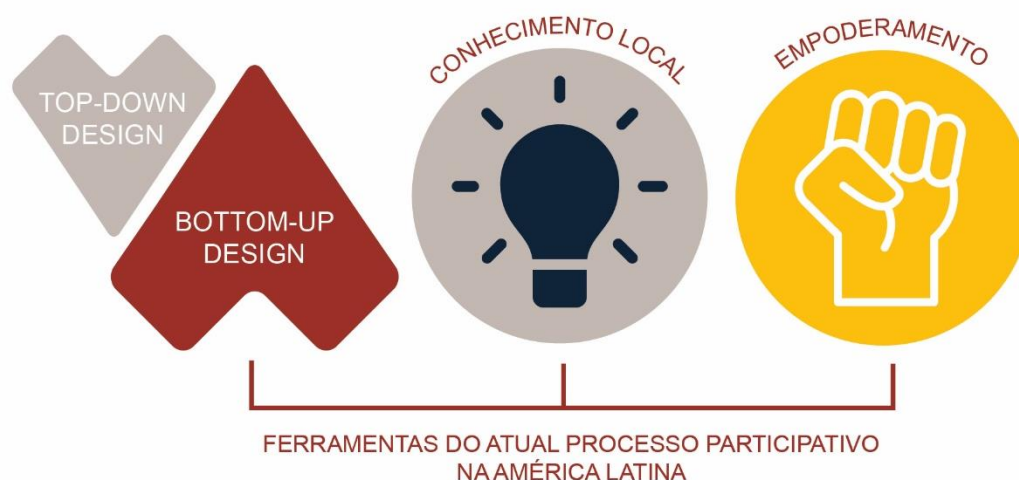 TOP-DOWN
DESIGN
BOTTOM-UP
DESIGN
CONHECIMENTO LOCAL
EMPODERAMENTO
FERRAMENTAS DO ATUAL PROCESSO PARTICIPATIVO
NA AMÉRICA LATINA